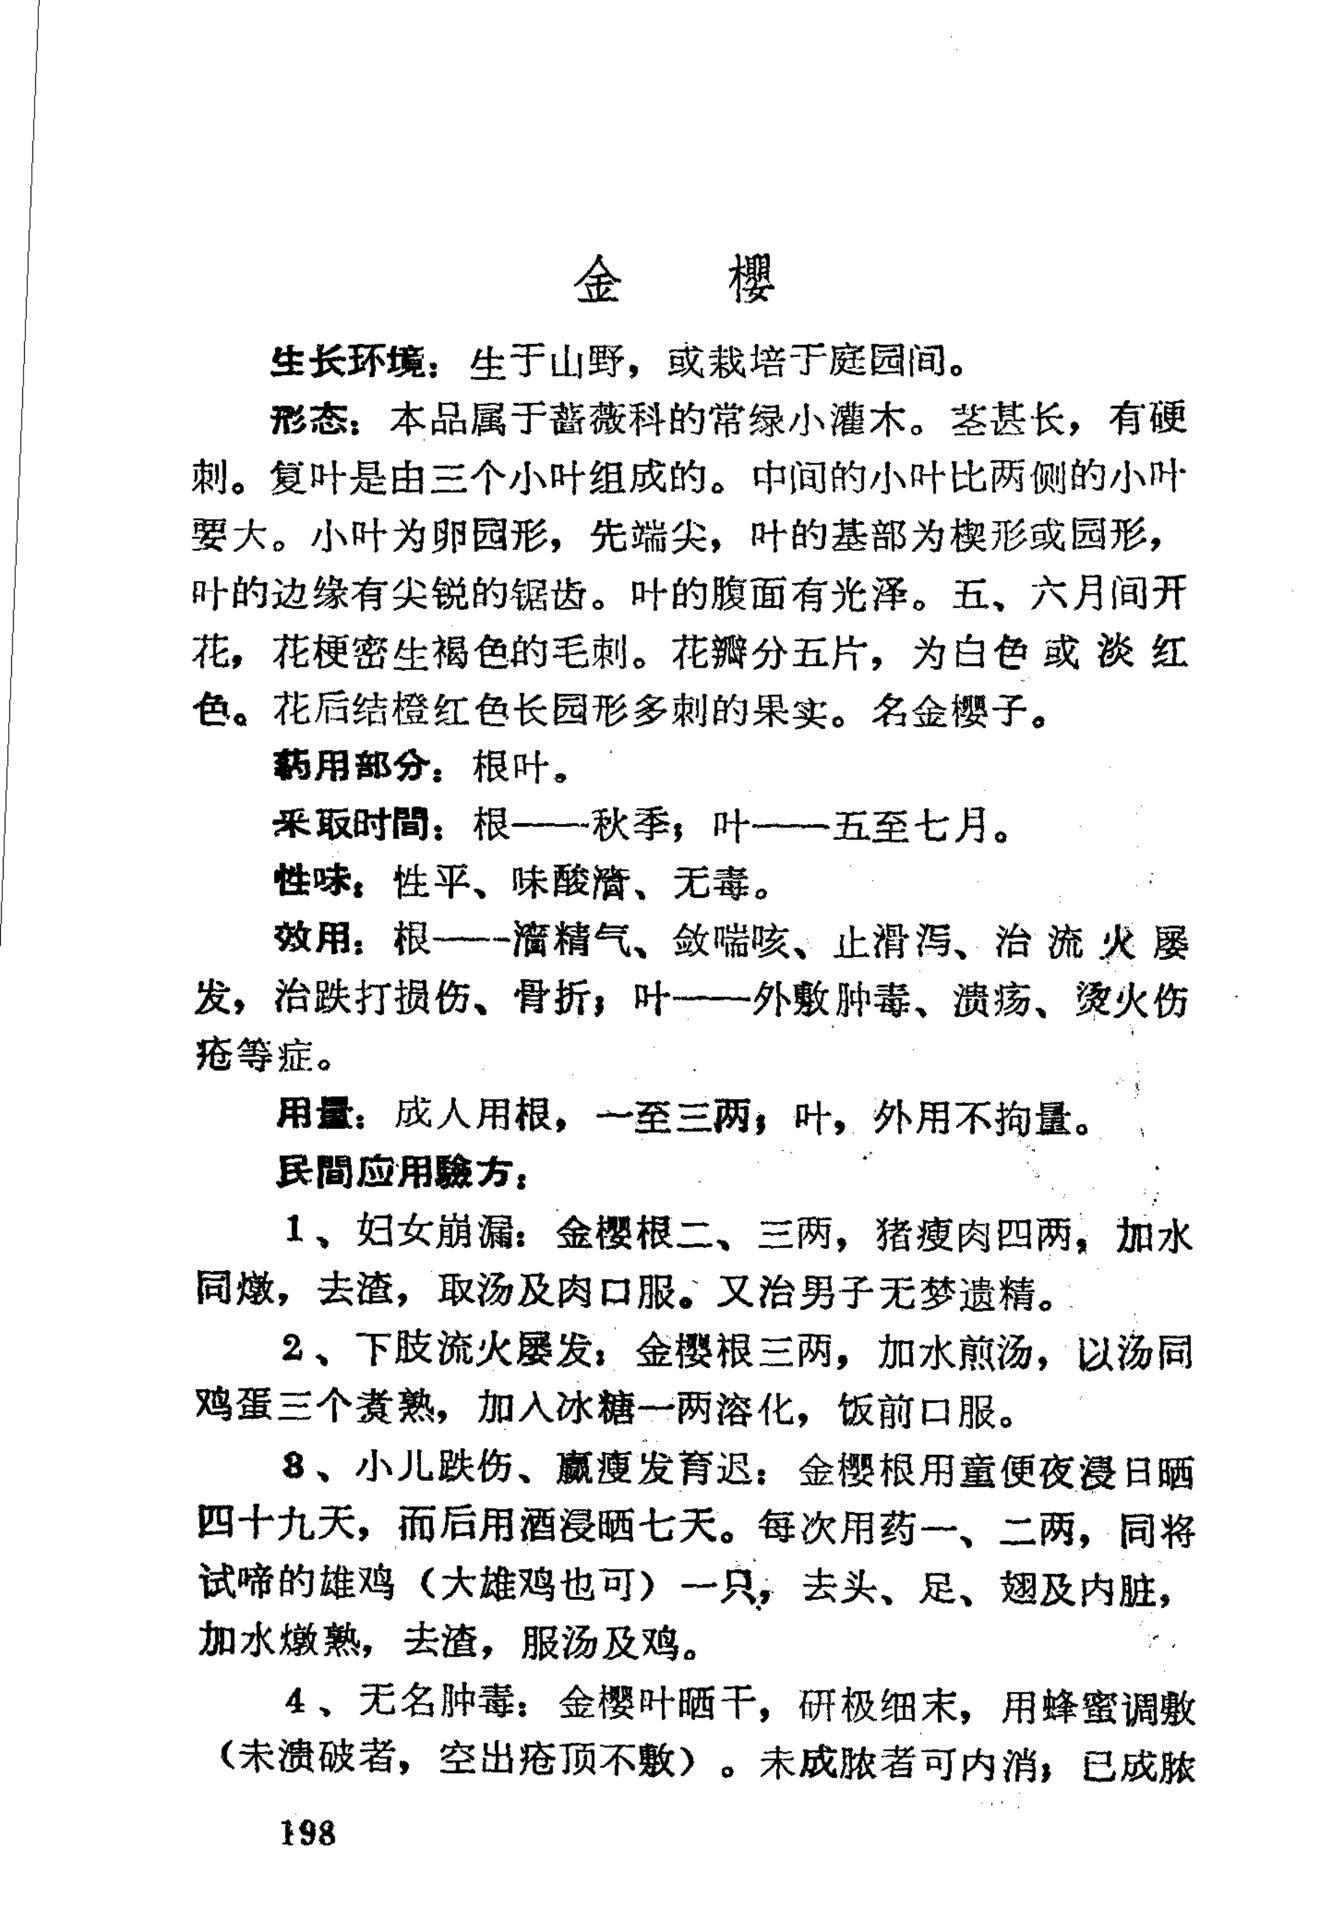 金 櫻
生长环境：生于山野，或栽培于庭园间。
形态：本品属于蔷薇科的常绿小灌木。茎甚长，有硬
刺。复叶是由三个小叶组成的。中间的小叶比两侧的小叶
要大。小叶为卵园形，先端尖，叶的基部为楔形或园形，
叶的边缘有尖锐的锯齿。叶的腹面有光泽。五、六月间开
花，花梗密生褐色的毛刺。花瓣分五片，为白色或淡红
色。花后结橙红色长园形多刺的果实。名金樱子。
药用部分：根叶。
采取时間：根——秋季；叶——五至七月。
性味：性平、味酸濇、无毒。
效用：根——濇精气、敛喘咳、止滑泻、治流火屡
发，治跌打损伤、骨折；叶——外敷肿毒、溃疡、烫火伤
疮等症。
用量：成人用根，一至三两；叶，外用不拘量。
民間应用驗方：
1、妇女崩漏：金樱根二、三两，猪瘦肉四两，加水
同燉，去渣，取汤及肉口服。又治男子无梦遗精。
2、下肢流火屡发：金樱根三两，加水煎汤，以汤同
鸡蛋三个煑熟，加入冰糖一两溶化，饭前口服。
3、小儿跌伤、羸瘦发育迟：金樱根用童便夜浸日晒
四十九天，而后用酒浸晒七天。每次用药一、二两，同将
试啼的雄鸡（大雄鸡也可）一只，去头、足、翅及内脏，
加水燉熟，去渣，服汤及鸡。
4、无名肿毒：金樱叶晒干，研极细末，用蜂蜜调敷
（未溃破者，空出疮顶不敷）。未成脓者可内消；已成脓
198